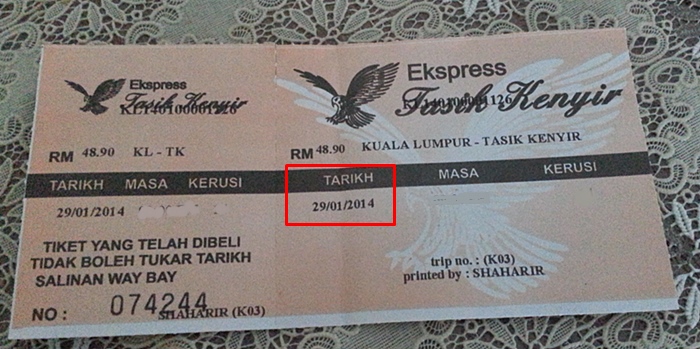 Ekspress
Tasik Kenyir
KL140100001126
RM 48.90 KL - TK
TARIKH MASA KERUSI
29/01/2014
TIKET YANG TELAH DIBELI
TIDAK BOLEH TUKAR TARIKH
SALINAN WAY BAY
NO : 074244
SHAHARIR (K03)
Ekspress
Tasik Kenyir
KL140100001126
RM 48.90 KUALA LUMPUR - TASIK KENYIR
TARIKH MASA KERUSI
29/01/2014
trip no. : (K03)
printed by : SHAHARIR